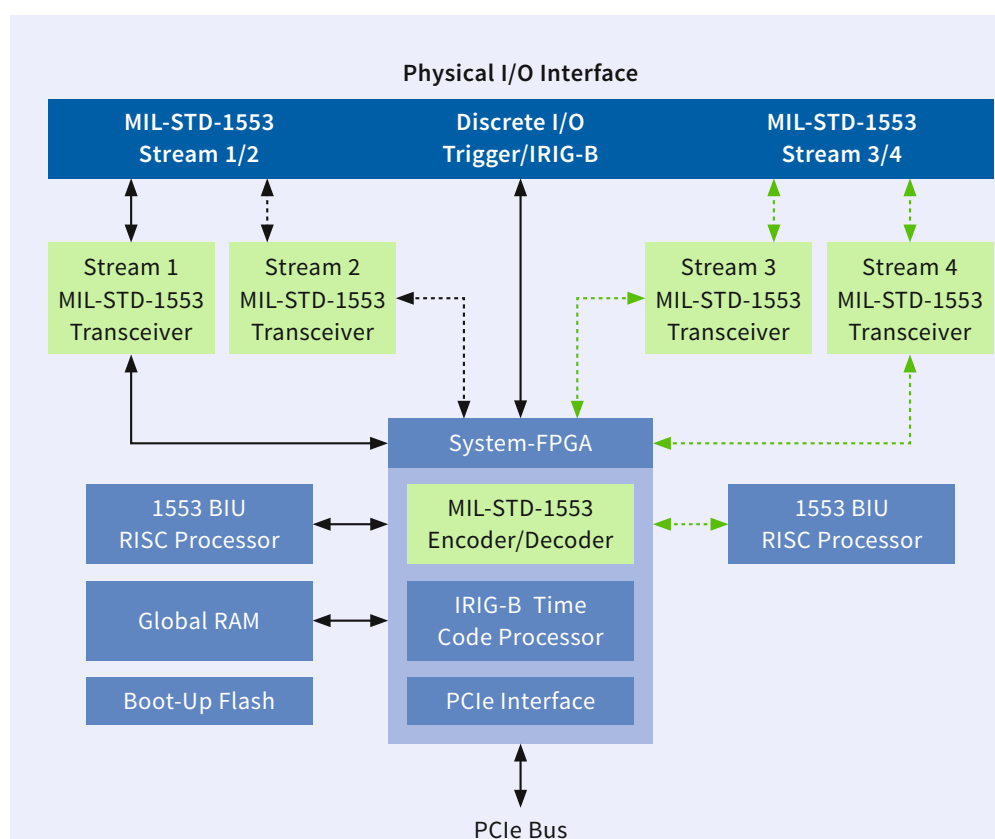 Physical I/O Interface
MIL-STD-1553
Stream 1/2
Discrete I/O
Trigger/IRIG-B
MIL-STD-1553
Stream 3/4
Stream 1
MIL-STD-1553
Transceiver
Stream 2
MIL-STD-1553
Transceiver
Stream 3
MIL-STD-1553
Transceiver
Stream 4
MIL-STD-1553
Transceiver
System-FPGA
1553 BIU
RISC Processor
MIL-STD-1553
Encoder/Decoder
1553 BIU
RISC Processor
Global RAM
IRIG-B Time
Code Processor
Boot-Up Flash
PCIe Interface
PCIe Bus